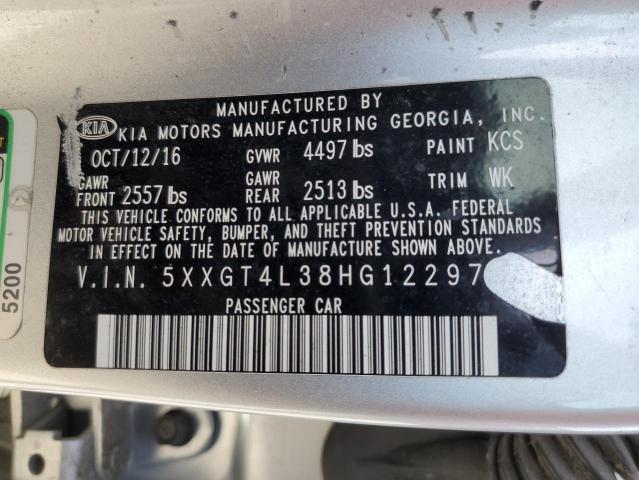 MANUFACTURED BY
KIA KIA MOTORS MANUFACTURING GEORGIA, INC.
OCT/12/16 GVWR 4497 lbs PAINT KCS
GAWR FRONT 2557 lbs GAWR REAR 2513 lbs TRIM WK
THIS VEHICLE CONFORMS TO ALL APPLICABLE U.S.A. FEDERAL
MOTOR VEHICLE SAFETY, BUMPER, AND THEFT PREVENTION STANDARDS
IN EFFECT ON THE DATE OF MANUFACTURE SHOWN ABOVE.
V.I.N. 5XXGT4L38HG12297
PASSENGER CAR
5200